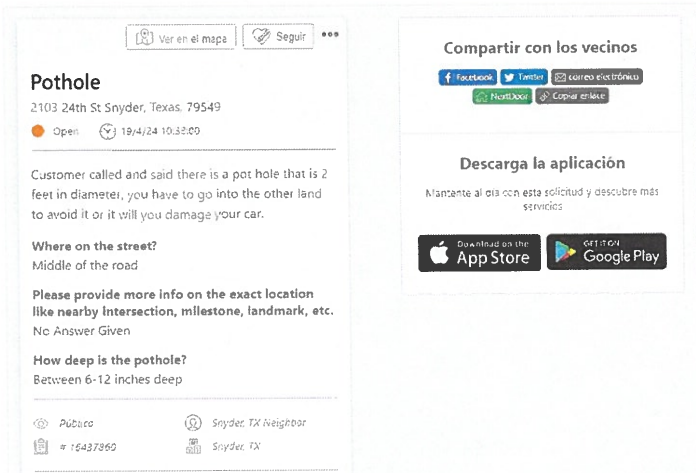 Ver en el mapa
Seguir
Pothole
2103 24th St Snyder, Texas, 79549
Open
Customer called and said there is a pot hole that is 2
feet in diameter, you have to go into the other land
to avoid it or it will you damage your car.
Where on the street?
Middle of the road
Please provide more info on the exact location
like nearby intersection, milestone, landmark, etc.
No Answer Given
How deep is the pothole?
Between 6-12 inches deep
Público
Snyder, TX Neighbor
# 16437360
Snyder, TX
Compartir con los vecinos
Facebook
Twitter
correo electrónico
NextDoor
Copiar enlace
Descarga la aplicación
Mantente al día con esta solicitud y descubre más
servicios
Download on the
App Store
GET IT ON
Google Play